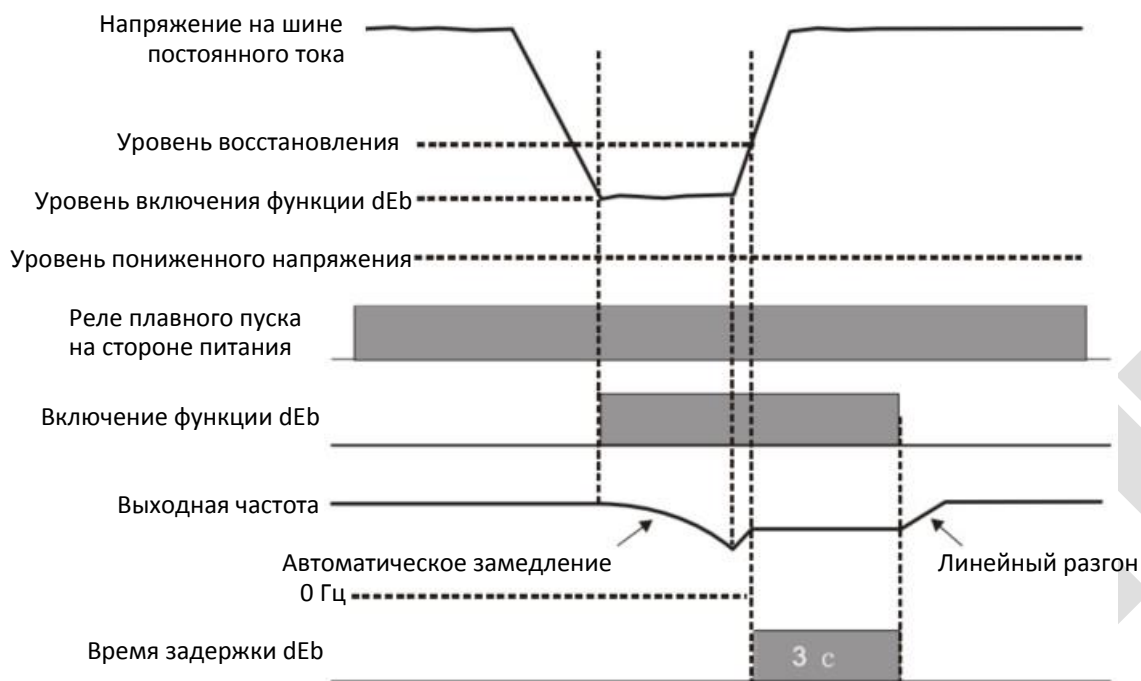 Напряжение на шине
постоянного тока
Уровень восстановления
Уровень включения функции dEb
Уровень пониженного напряжения
Реле плавного пуска
на стороне питания
Включение функции dEb
Выходная частота
Автоматическое замедление
Линейный разгон
0 Гц
Время задержки dEb
3 с